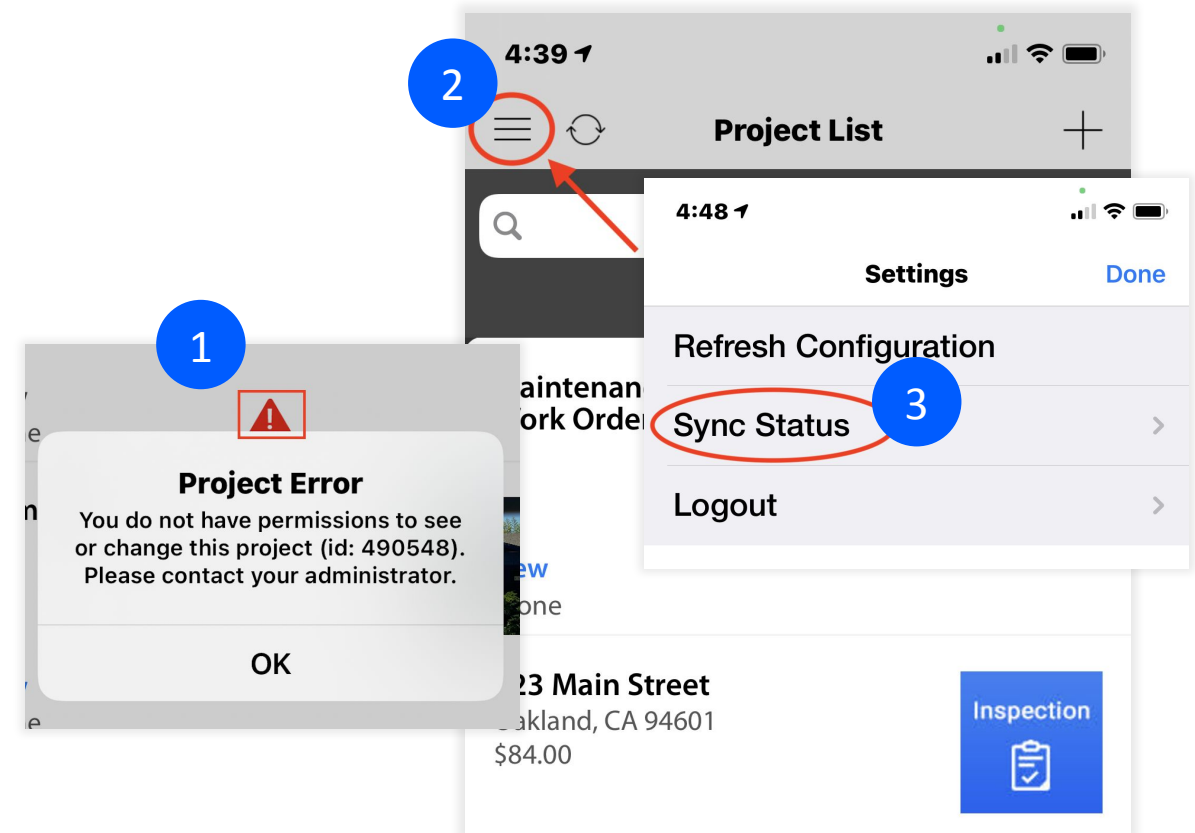 4:39
2
Project List
4:48
Settings
Done
Refresh Configuration
Sync Status
3
Logout
1
Project Error
You do not have permissions to see
or change this project (id: 490548).
Please contact your administrator.
OK
23 Main Street
CA 94601
$84.00
Inspection